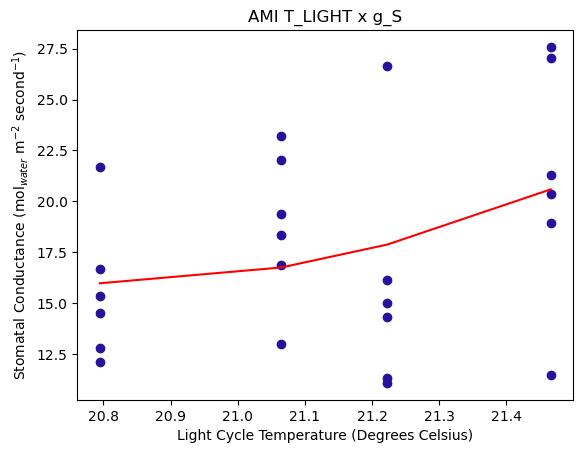 AMI T_LIGHT x g_S
Stomatal Conductance (mol_water m⁻² second⁻¹)
27.5
25.0
22.5
20.0
17.5
15.0
12.5
20.8 20.9 21.0 21.1 21.2 21.3 21.4
Light Cycle Temperature (Degrees Celsius)